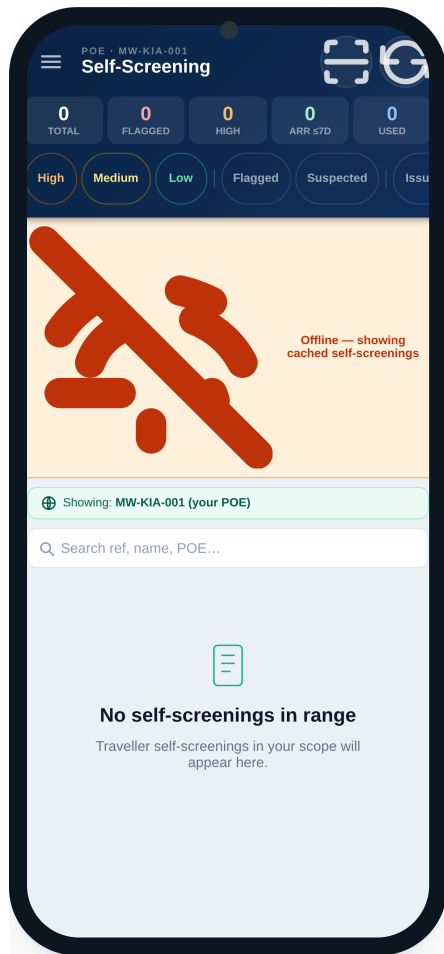 POE · MW-KIA-001
Self-Screening
0 0 0 0 0
TOTAL FLAGGED HIGH ARR ≤7D USED
High Medium Low Flagged Suspected Issu
Offline — showing
cached self-screenings
Showing: MW-KIA-001 (your POE)
Search ref, name, POE…
No self-screenings in range
Traveller self-screenings in your scope will
appear here.